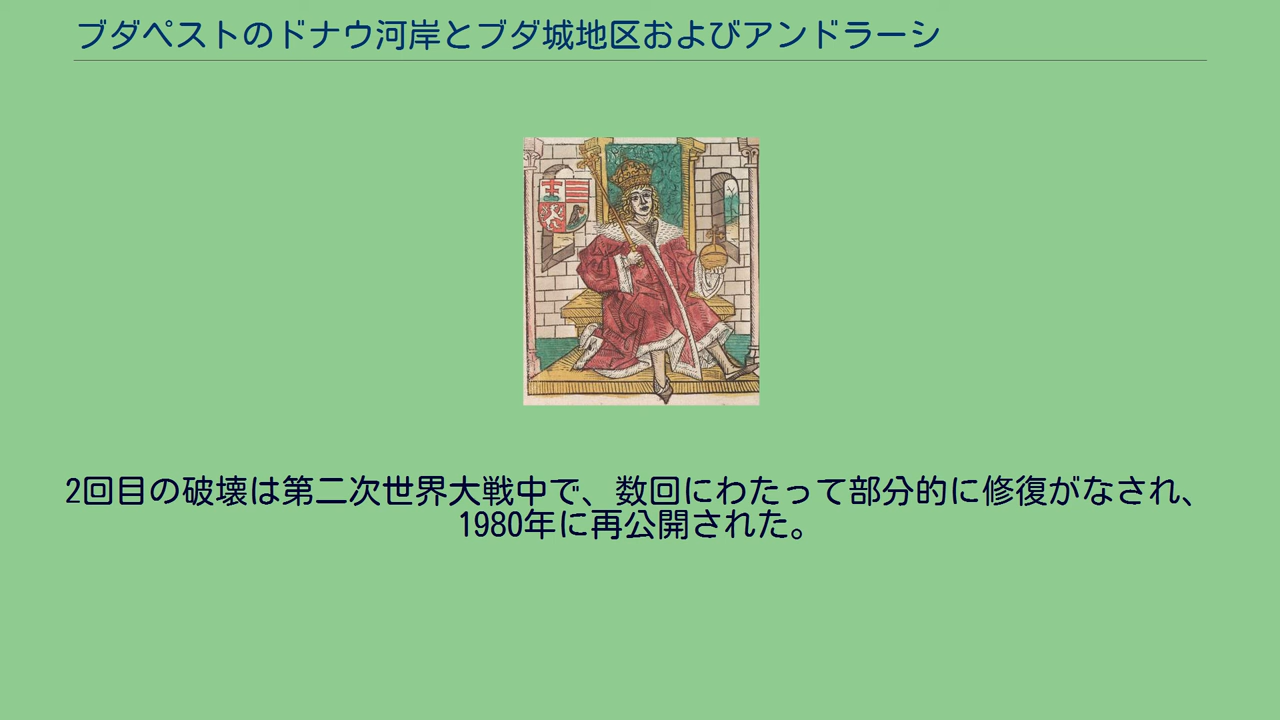 ブダペストのドナウ河岸とブダ城地区およびアンドラーシ
2回目の破壊は第二次世界大戦中で、数回にわたって部分的に修復がなされ、
1980年に再公開された。